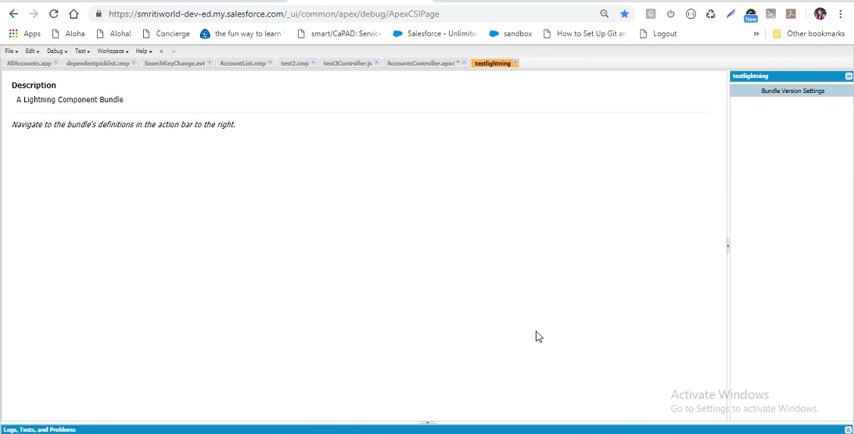 https://smritiworld-dev-ed.my.salesforce.com/_ui/common/apex/debug/ApexCSIPage
New
Apps Aloha Aloha! Concierge the fun way to learn smart/CaPAD: Service Salesforce - Unlimite sandbox How to Set Up Git an Logout » Other bookmarks
File Edit Debug Test Workspace Help < >
AllAccounts.app dependentpicklist.cmp SearchKeyChange.evt AccountList.cmp test2.cmp test2Controller.js AccountsController.apxc * testlightning
Description
A Lightning Component Bundle
Navigate to the bundle's definitions in the action bar to the right.
testlightning
Bundle Version Settings
Activate Windows
Go to Settings to activate Windows.
Logs, Tests, and Problems